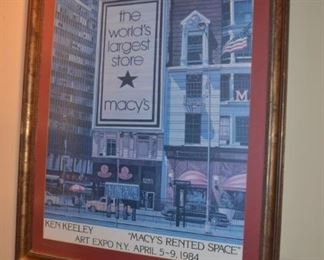 the
world's
largest
store
macy's
M
KEN KEELEY "MACY'S RENTED SPACE"
ART EXPO N.Y. APRIL 5-9, 1984